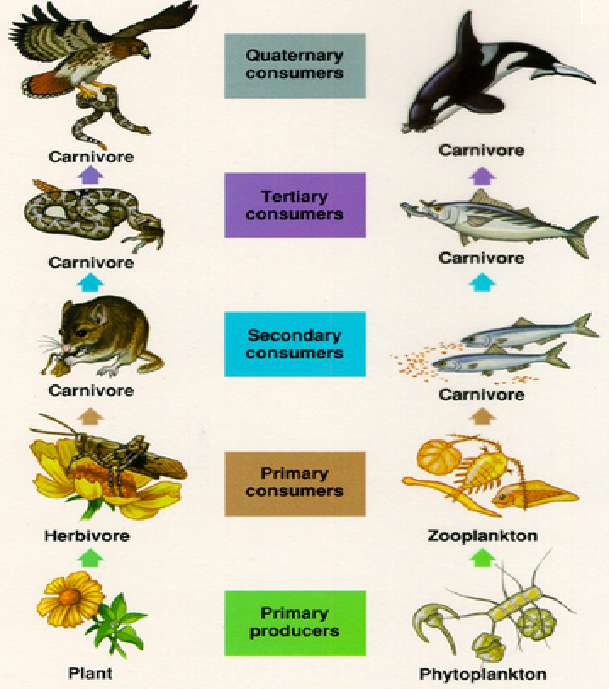 Quaternary
consumers
Carnivore
Carnivore
Tertiary
consumers
Carnivore
Carnivore
Secondary
consumers
Carnivore
Carnivore
Primary
consumers
Herbivore
Zooplankton
Primary
producers
Plant
Phytoplankton